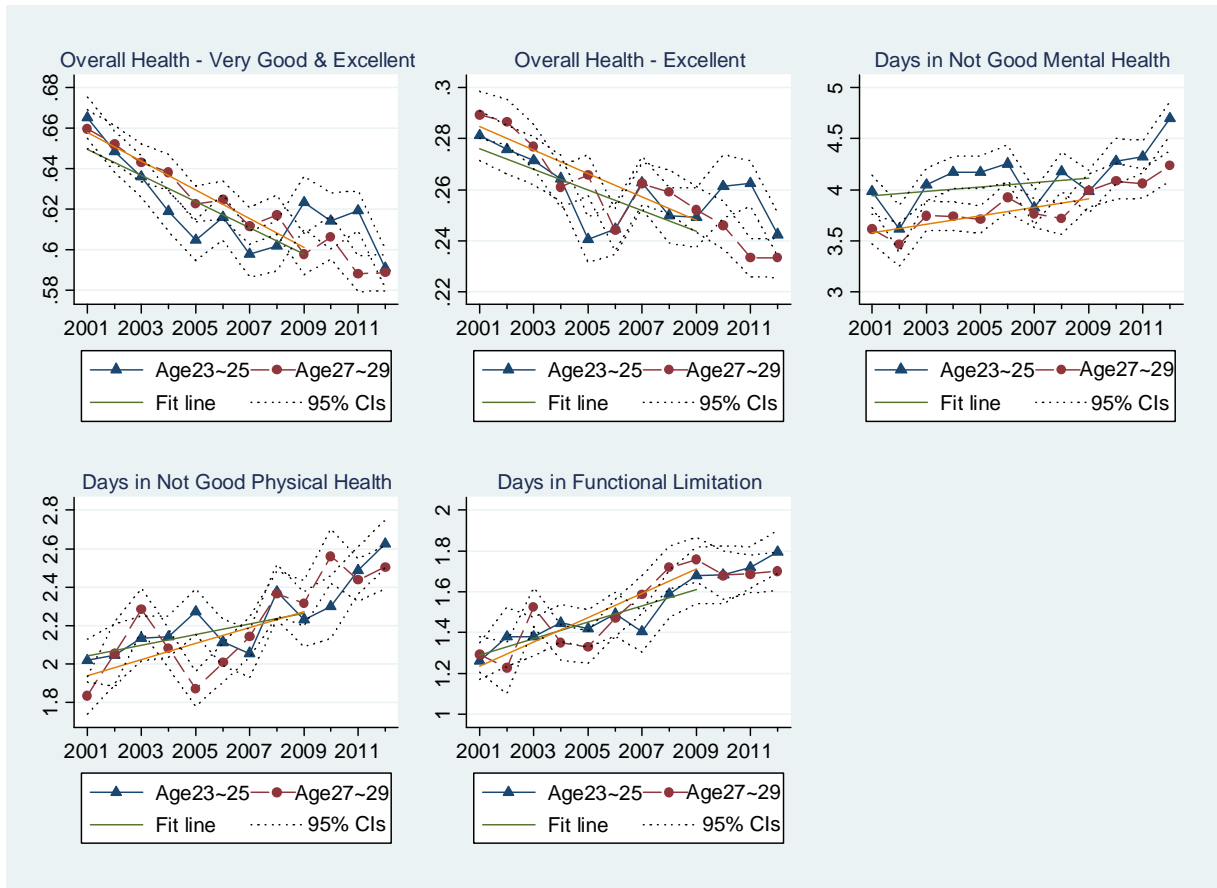 Overall Health - Very Good & Excellent
.68
.66
.64
.62
.6
.58
2001 2003 2005 2007 2009 2011
Age23~25 Age27~29
Fit line 95% CIs
Overall Health - Excellent
.3
.28
.26
.24
.22
2001 2003 2005 2007 2009 2011
Age23~25 Age27~29
Fit line 95% CIs
Days in Not Good Mental Health
5
4.5
4
3.5
3
2001 2003 2005 2007 2009 2011
Age23~25 Age27~29
Fit line 95% CIs
Days in Not Good Physical Health
2.8
2.6
2.4
2.2
2
1.8
2001 2003 2005 2007 2009 2011
Age23~25 Age27~29
Fit line 95% CIs
Days in Functional Limitation
2
1.8
1.6
1.4
1.2
1
2001 2003 2005 2007 2009 2011
Age23~25 Age27~29
Fit line 95% CIs